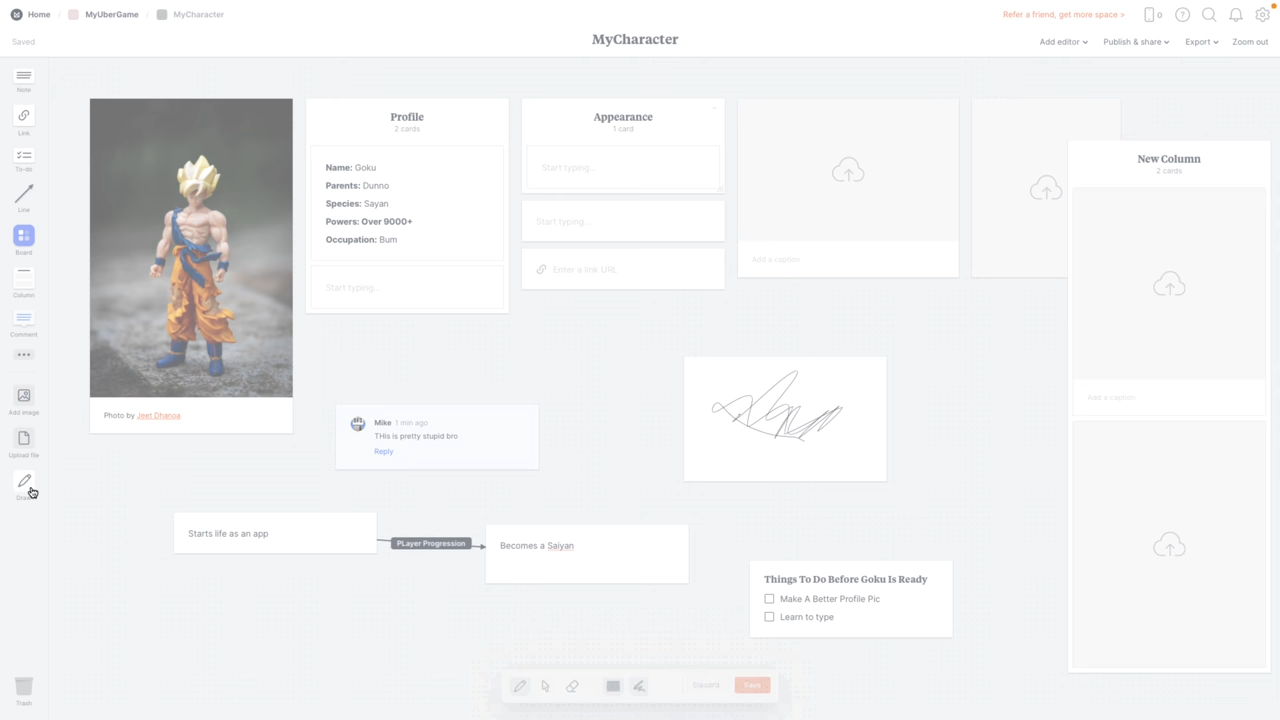 Home
MyUberGame
MyCharacter
Refer a friend, get more space >
0
Saved
MyCharacter
Add editor
Publish & share
Export
Zoom out
Note
Link
To-do
Line
Board
Column
Comment
Add image
Upload file
Draw
Trash
Photo by Jeet Dhanoa
Profile
2 cards
Name: Goku
Parents: Dunno
Species: Sayan
Powers: Over 9000+
Occupation: Bum
Start typing...
Appearance
1 card
Start typing...
Start typing...
Enter a link URL
Add a caption
New Column
2 cards
Add a caption
Mike 1 min ago
THis is pretty stupid bro
Reply
Starts life as an app
PLayer Progression
Becomes a Saiyan
Things To Do Before Goku Is Ready
Make A Better Profile Pic
Learn to type
Discard
Save